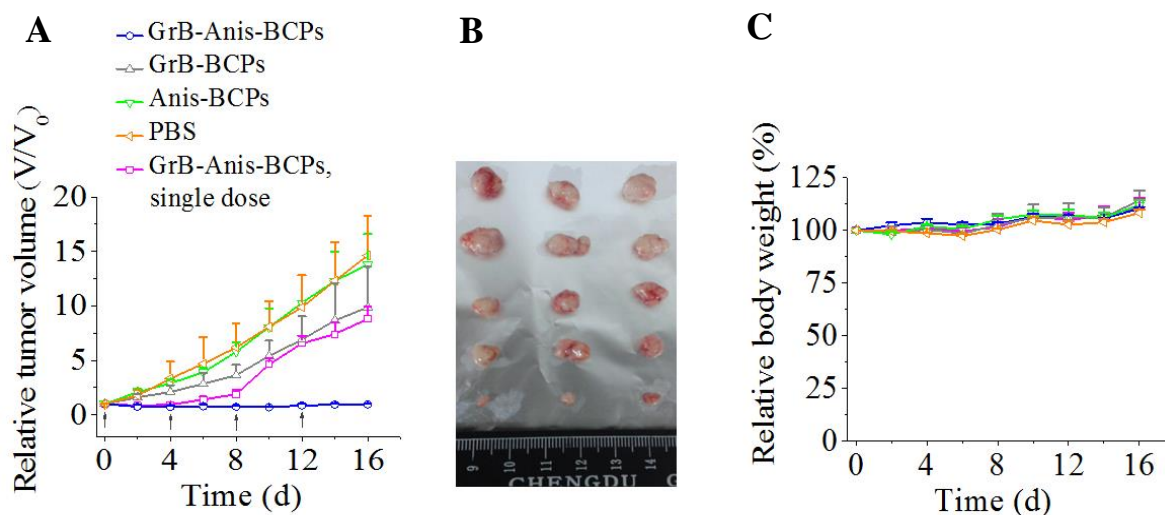 A
GrB-Anis-BCPs
GrB-BCPs
Anis-BCPs
PBS
GrB-Anis-BCPs,
single dose
Relative tumor volume (V/V0)
20
15
10
5
0
0 4 8 12 16
Time (d)
B
9 10 11 12 13 14
CHENGDU G
C
Relative body weight (%)
125
100
75
50
25
0
0 4 8 12 16
Time (d)